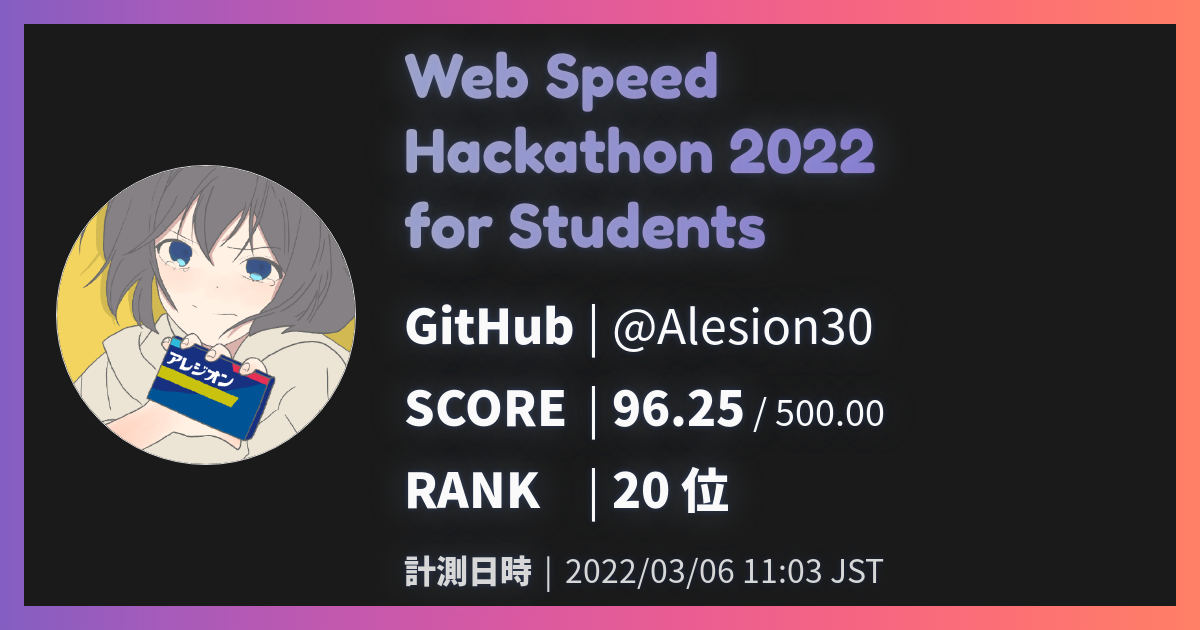 Web Speed
Hackathon 2022
for Students
アレジオン
GitHub | @Alesion30
SCORE | 96.25 / 500.00
RANK | 20 位
計測日時 | 2022/03/06 11:03 JST